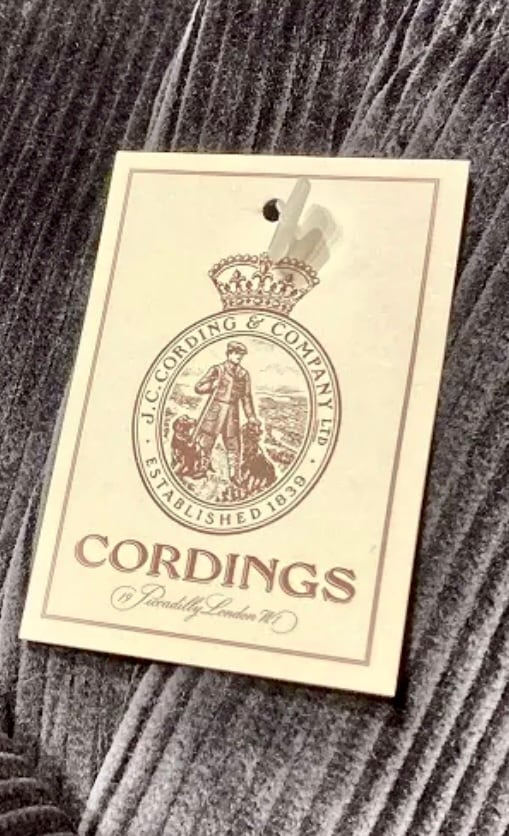 J.C. CORDING & COMPANY LTD
· ESTABLISHED 1839 ·
CORDINGS
19 Piccadilly London W1